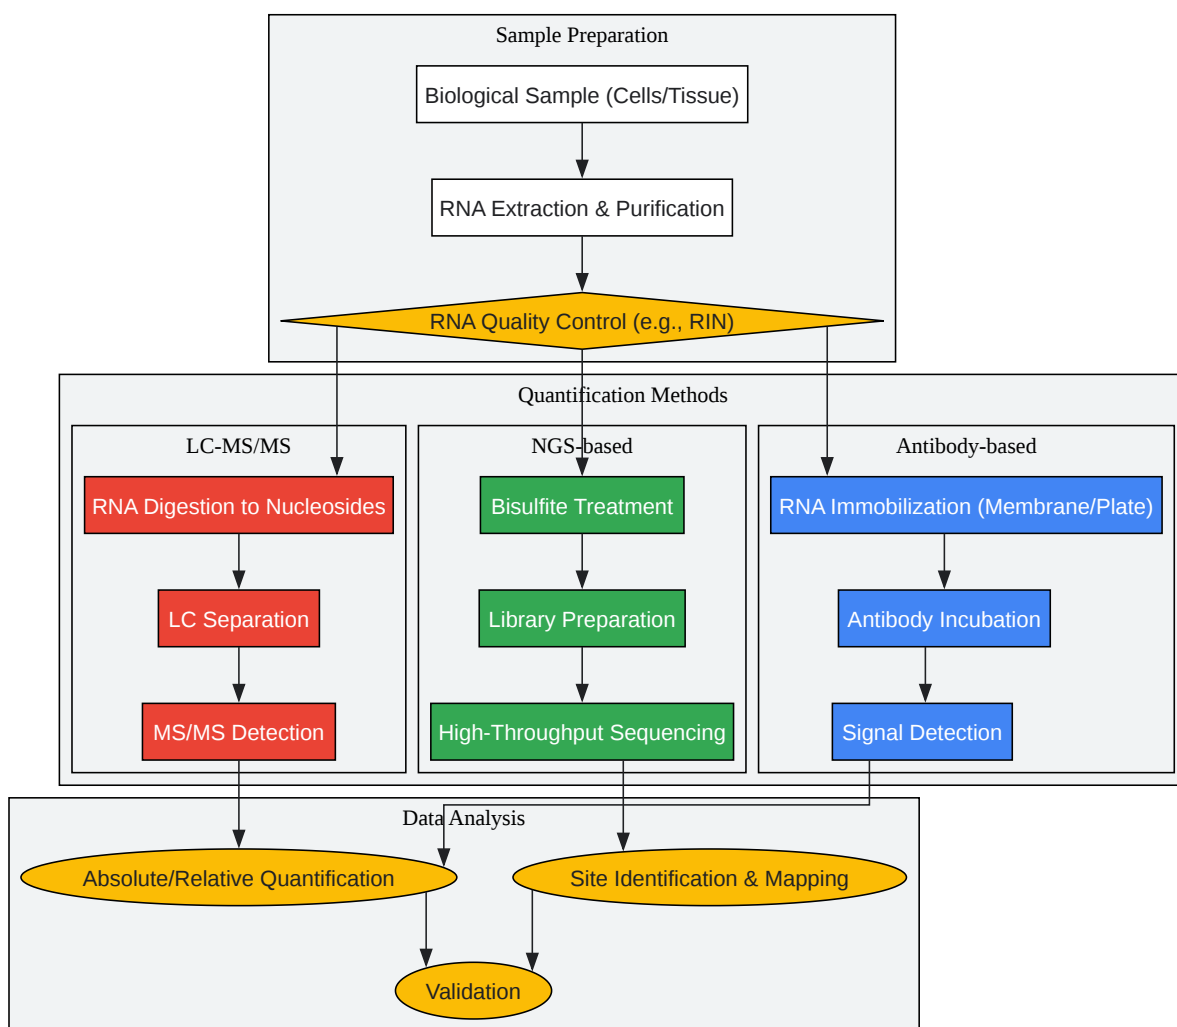 Sample Preparation
Biological Sample (Cells/Tissue)
RNA Extraction & Purification
RNA Quality Control (e.g., RIN)
Quantification Methods
LC-MS/MS
NGS-based
Antibody-based
RNA Digestion to Nucleosides
Bisulfite Treatment
RNA Immobilization (Membrane/Plate)
LC Separation
Library Preparation
Antibody Incubation
MS/MS Detection
High-Throughput Sequencing
Signal Detection
Data Analysis
Absolute/Relative Quantification
Site Identification & Mapping
Validation